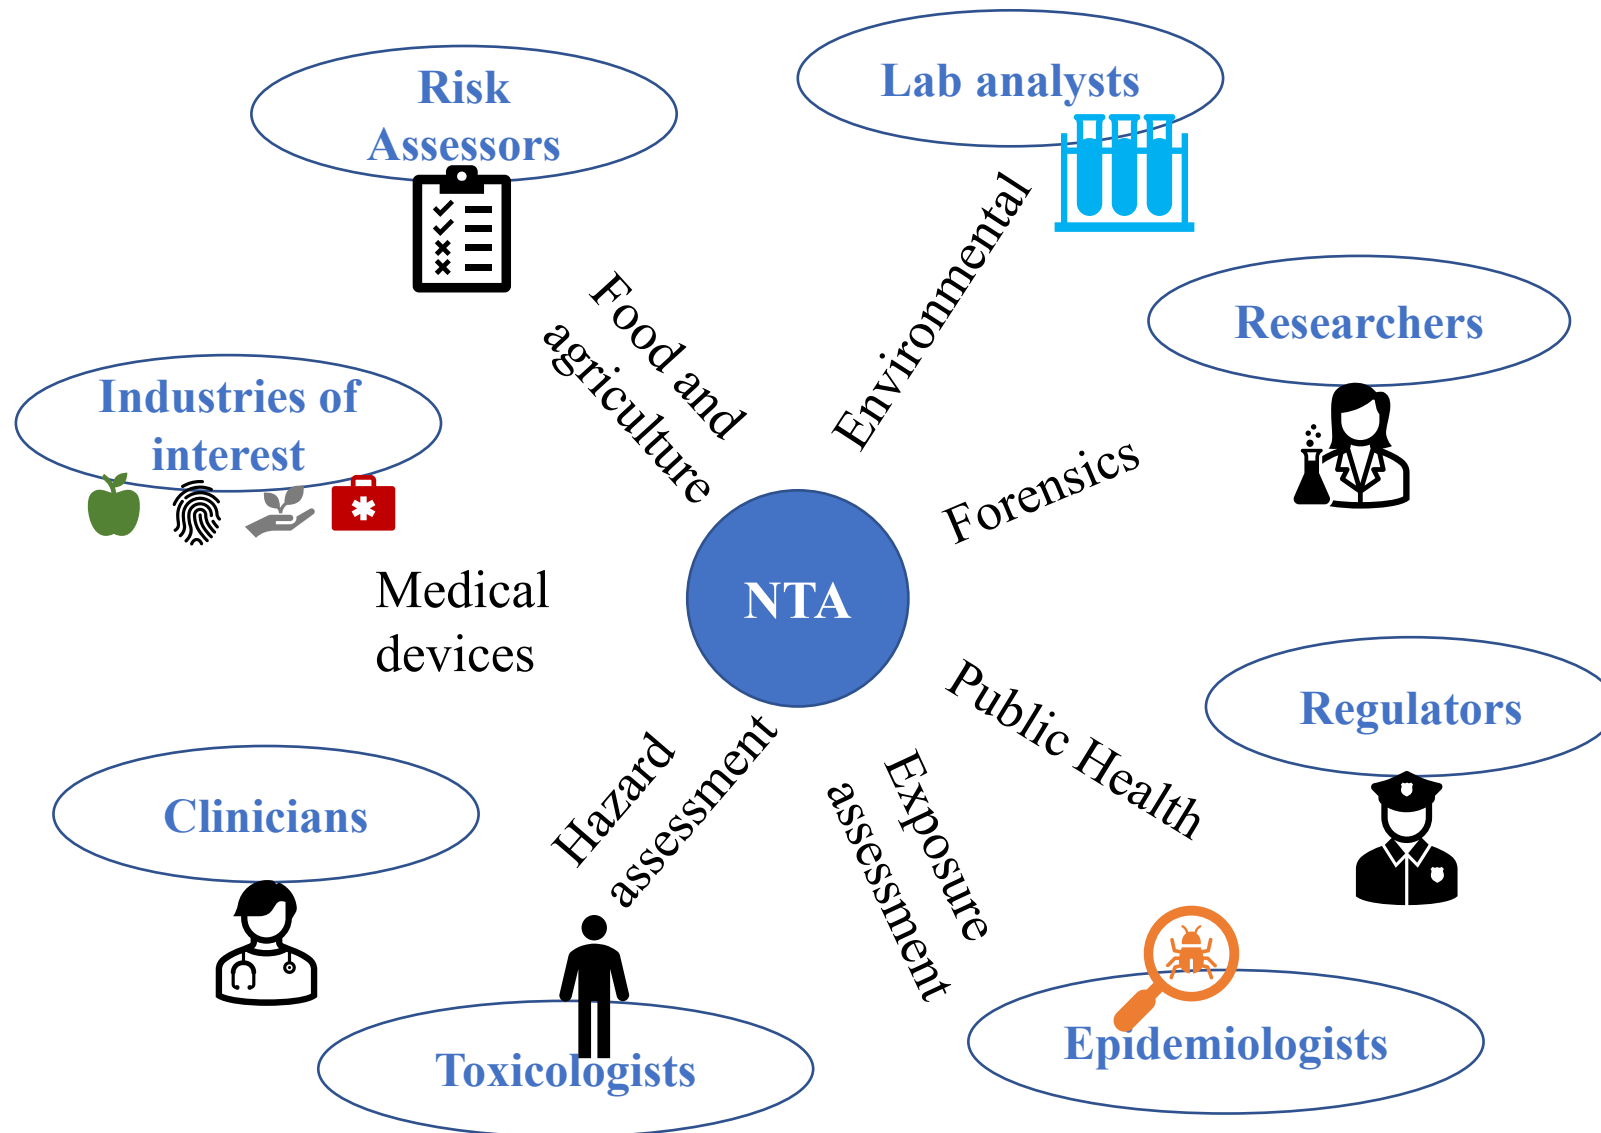 Risk
Assessors
Lab analysts
Environmental
Food and
agriculture
Researchers
Industries of
interest
Forensics
Medical
devices
NTA
Public Health
Regulators
Hazard
assessment
Exposure
assessment
Clinicians
Toxicologists
Epidemiologists